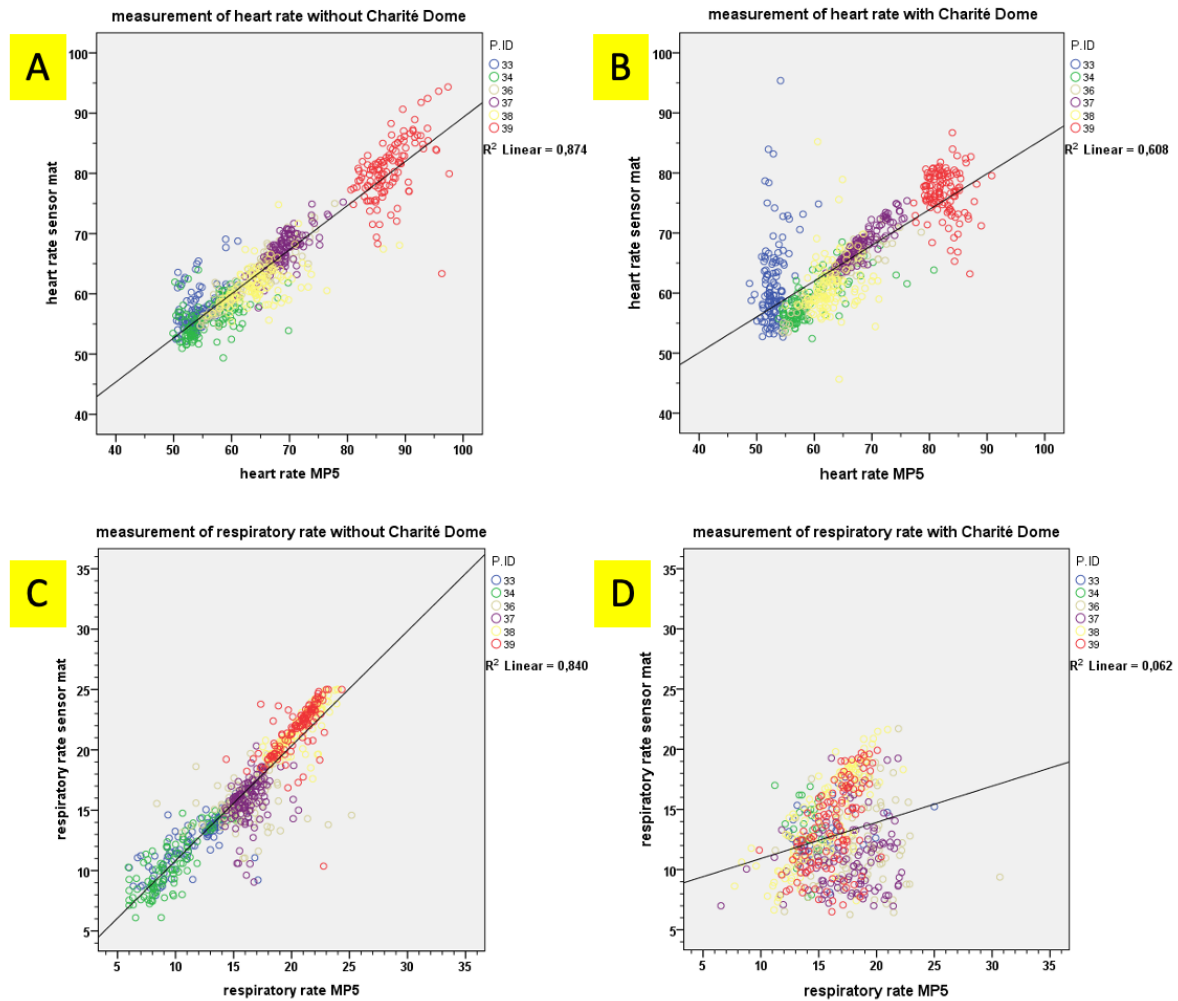 measurement of heart rate without Charité Dome
A
heart rate sensor mat
100
90
80
70
60
50
40
40 50 60 70 80 90 100
heart rate MP5
P.ID
33
34
36
37
38
39
R² Linear = 0,874
measurement of heart rate with Charité Dome
B
heart rate sensor mat
100
90
80
70
60
50
40
40 50 60 70 80 90 100
heart rate MP5
P.ID
33
34
36
37
38
39
R² Linear = 0,608
measurement of respiratory rate without Charité Dome
C
respiratory rate sensor mat
35
30
25
20
15
10
5
5 10 15 20 25 30 35
respiratory rate MP5
P.ID
33
34
36
37
38
39
R² Linear = 0,840
measurement of respiratory rate with Charité Dome
D
respiratory rate sensor mat
35
30
25
20
15
10
5
5 10 15 20 25 30 35
respiratory rate MP5
P.ID
33
34
36
37
38
39
R² Linear = 0,062